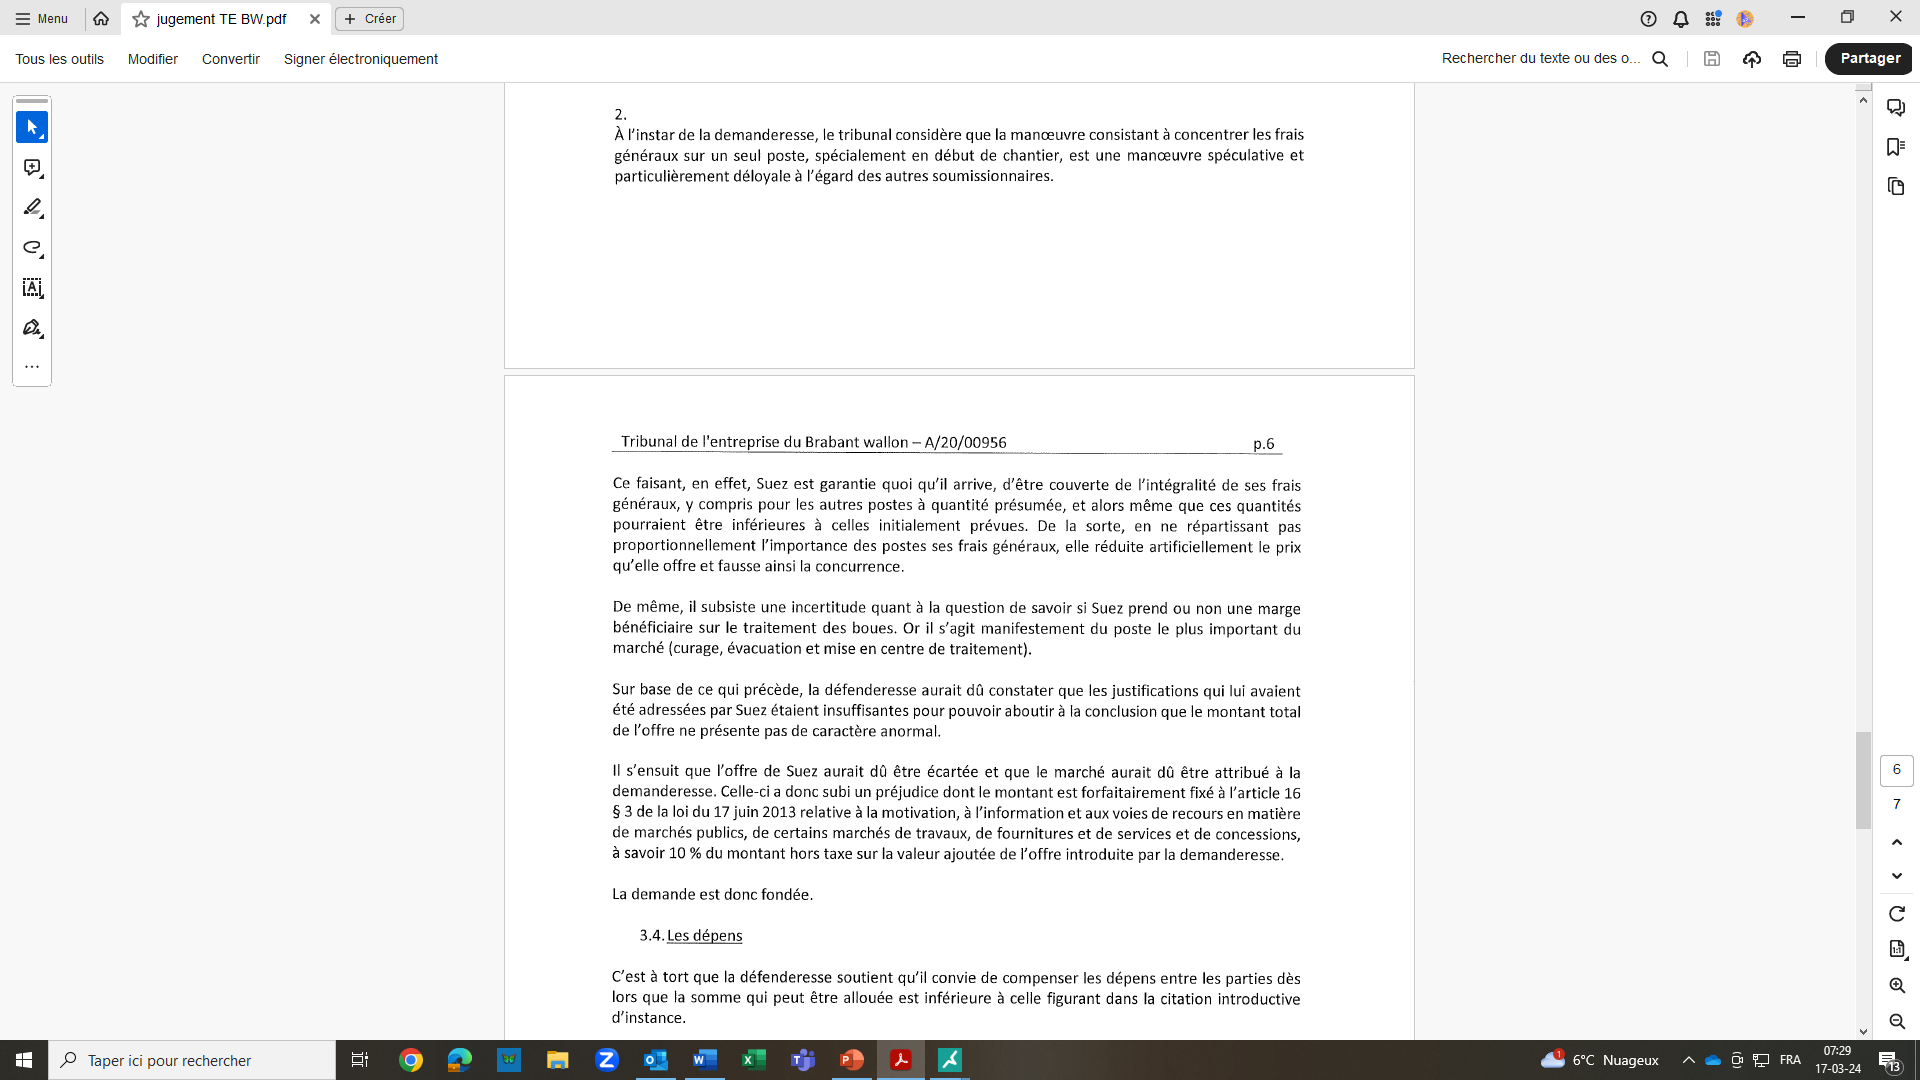 Menu
jugement TE BW.pdf
Créer
Tous les outils
Modifier
Convertir
Signer électroniquement
Rechercher du texte ou des o...
Partager
2.
À l'instar de la demanderesse, le tribunal considère que la manœuvre consistant à concentrer les frais
généraux sur un seul poste, spécialement en début de chantier, est une manœuvre spéculative et
particulièrement déloyale à l'égard des autres soumissionnaires.
Tribunal de l'entreprise du Brabant wallon – A/20/00956 p.6
Ce faisant, en effet, Suez est garantie quoi qu'il arrive, d'être couverte de l'intégralité de ses frais
généraux, y compris pour les autres postes à quantité présumée, et alors même que ces quantités
pourraient être inférieures à celles initialement prévues. De la sorte, en ne répartissant pas
proportionnellement l'importance des postes ses frais généraux, elle réduite artificiellement le prix
qu'elle offre et fausse ainsi la concurrence.
De même, il subsiste une incertitude quant à la question de savoir si Suez prend ou non une marge
bénéficiaire sur le traitement des boues. Or il s'agit manifestement du poste le plus important du
marché (curage, évacuation et mise en centre de traitement).
Sur base de ce qui précède, la défenderesse aurait dû constater que les justifications qui lui avaient
été adressées par Suez étaient insuffisantes pour pouvoir aboutir à la conclusion que le montant total
de l'offre ne présente pas de caractère anormal.
Il s'ensuit que l'offre de Suez aurait dû être écartée et que le marché aurait dû être attribué à la
demanderesse. Celle-ci a donc subi un préjudice dont le montant est forfaitairement fixé à l'article 16
§ 3 de la loi du 17 juin 2013 relative à la motivation, à l'information et aux voies de recours en matière
de marchés publics, de certains marchés de travaux, de fournitures et de services et de concessions,
à savoir 10 % du montant hors taxe sur la valeur ajoutée de l'offre introduite par la demanderesse.
La demande est donc fondée.
3.4. Les dépens
C'est à tort que la défenderesse soutient qu'il convie de compenser les dépens entre les parties dès
lors que la somme qui peut être allouée est inférieure à celle figurant dans la citation introductive
d'instance.
6
7
1:1
Taper ici pour rechercher
1
6°C Nuageux
FRA
07:29
17-03-24
13